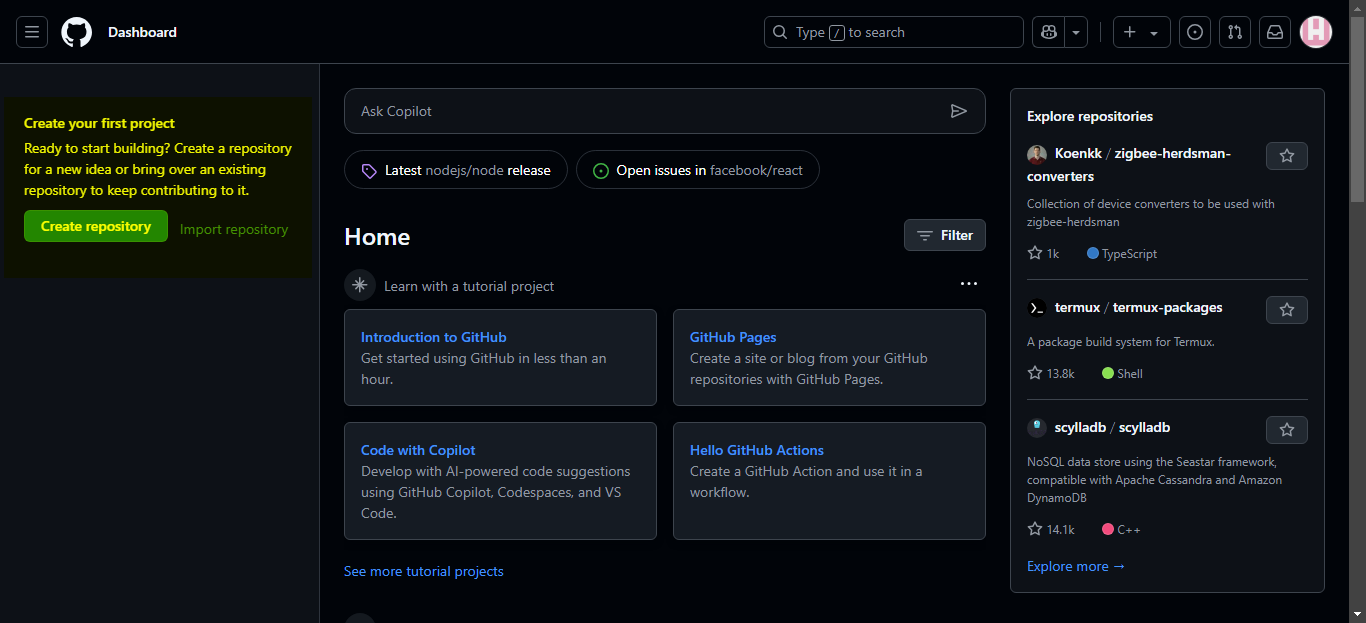 Dashboard
Type / to search
Create your first project
Ready to start building? Create a repository
for a new idea or bring over an existing
repository to keep contributing to it.
Create repository
Import repository
Ask Copilot
Latest nodejs/node release
Open issues in facebook/react
Home
Filter
Learn with a tutorial project
Introduction to GitHub
Get started using GitHub in less than an
hour.
GitHub Pages
Create a site or blog from your GitHub
repositories with GitHub Pages.
Code with Copilot
Develop with AI-powered code suggestions
using GitHub Copilot, Codespaces, and VS
Code.
Hello GitHub Actions
Create a GitHub Action and use it in a
workflow.
See more tutorial projects
Explore repositories
Koenkk / zigbee-herdsman-
converters
Collection of device converters to be used with
zigbee-herdsman
1k
TypeScript
termux / termux-packages
A package build system for Termux.
13.8k
Shell
scylladb / scylladb
NoSQL data store using the Seastar framework,
compatible with Apache Cassandra and Amazon
DynamoDB
14.1k
C++
Explore more →